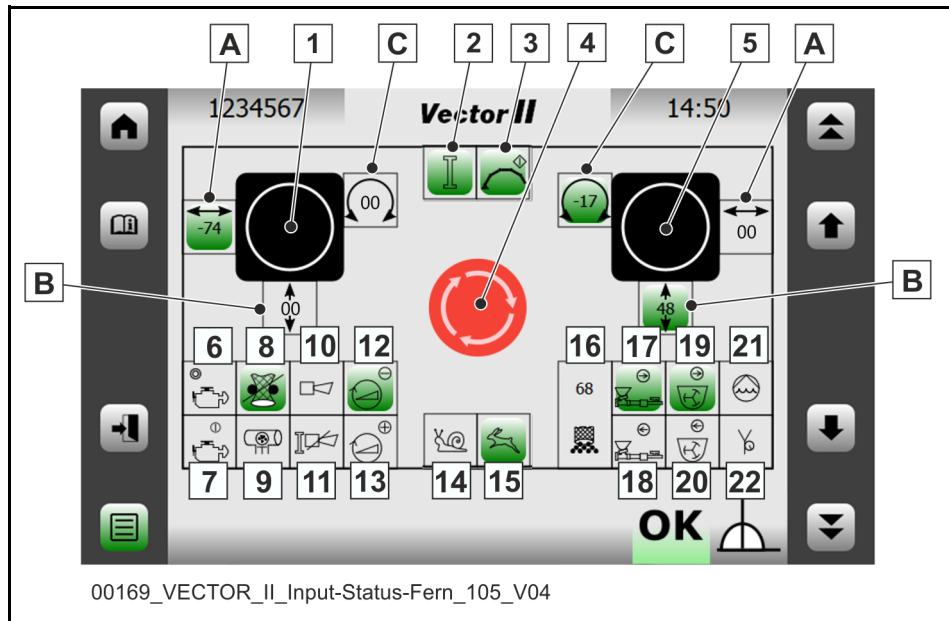 A 1 C 2 3 4 C 5 A
1234567 Vector II 14:50
00 -17
-74 00
B 00 48 B
6 8 10 12 16 17 19 21
68
7 9 11 13 14 15 18 20 22
OK
00169_VECTOR_II_Input-Status-Fern_105_V04